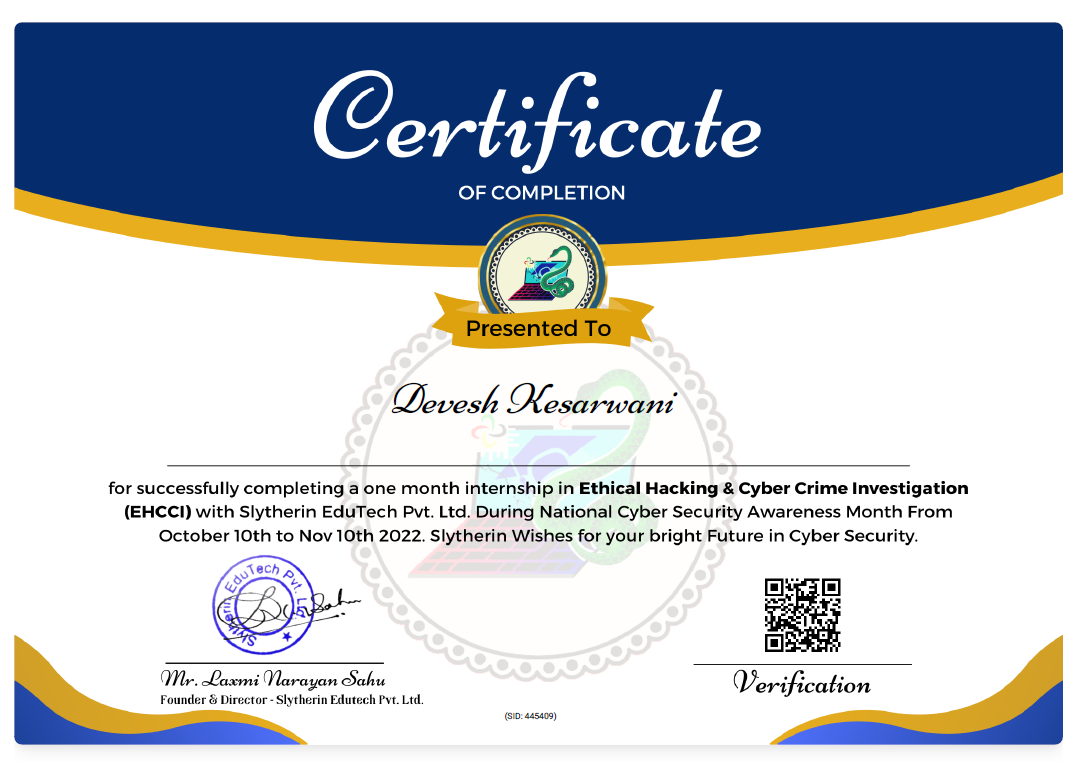 Certificate
OF COMPLETION
Presented To
Devesh Kesarwani
for successfully completing a one month internship in Ethical Hacking & Cyber Crime Investigation
(EHCCI) with Slytherin EduTech Pvt. Ltd. During National Cyber Security Awareness Month From
October 10th to Nov 10th 2022. Slytherin Wishes for your bright Future in Cyber Security.
Slytherin EduTech Pvt. Ltd.
Mr. Laxmi Narayan Sahu
Founder & Director - Slytherin Edutech Pvt. Ltd.
Verification
(SID: 445409)